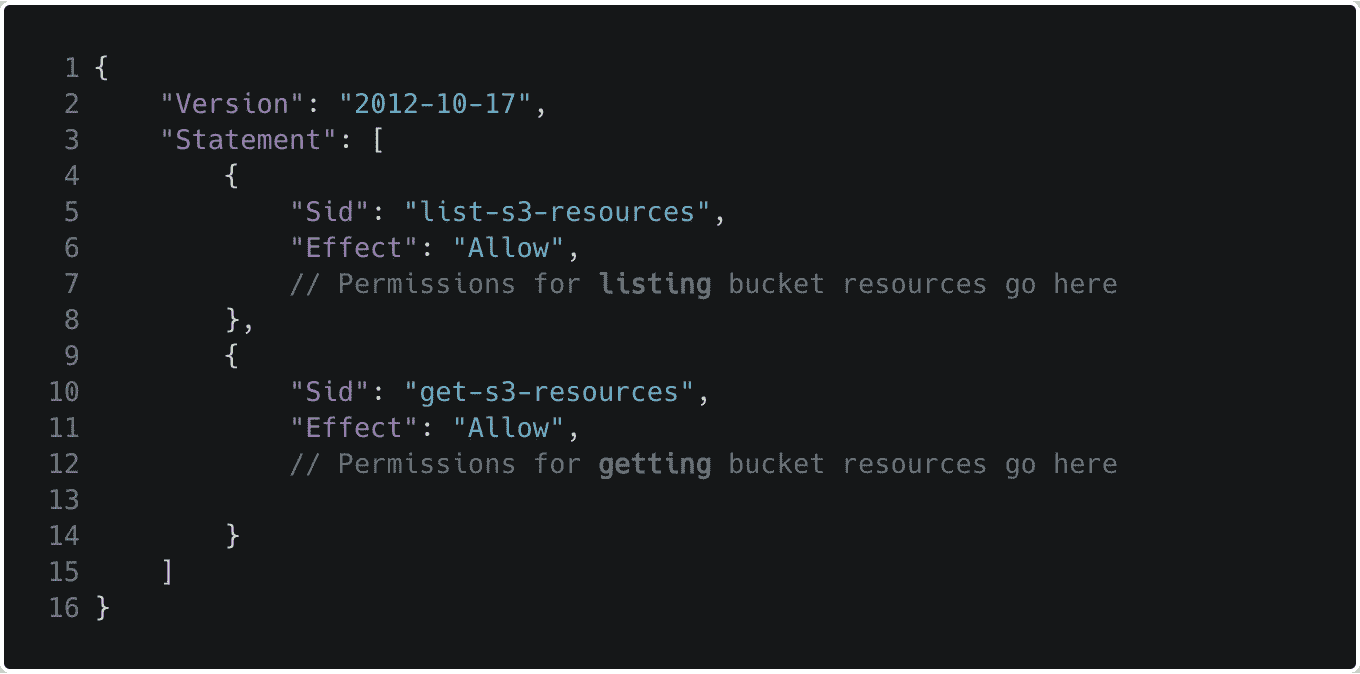 1 {
2     "Version": "2012-10-17",
3     "Statement": [
4         {
5             "Sid": "list-s3-resources",
6             "Effect": "Allow",
7             // Permissions for listing bucket resources go here
8         },
9         {
10             "Sid": "get-s3-resources",
11             "Effect": "Allow",
12             // Permissions for getting bucket resources go here
13
14         }
15     ]
16 }